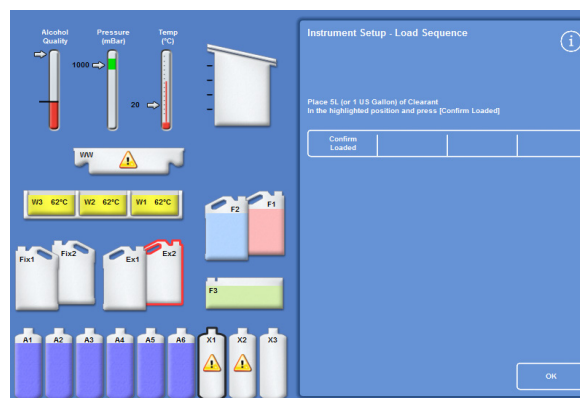 Alcohol
Quality
Pressure
(mBar)
Temp
(°C)
1000
20
WW
W3 62°C W2 62°C W1 62°C
F2 F1
Fix1 Fix2 Ex1 Ex2
F3
A1 A2 A3 A4 A5 A6 X1 X2 X3
Instrument Setup - Load Sequence
i
Place 5L (or 1 US Gallon) of Clearant
In the highlighted position and press [Confirm Loaded]
Confirm
Loaded
OK